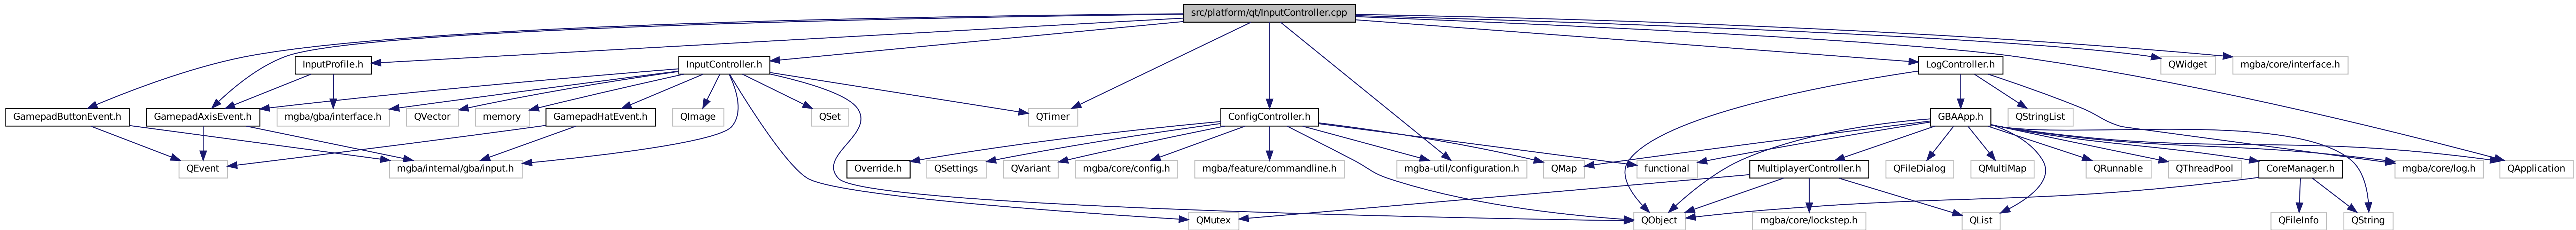 src/platform/qt/InputController.cpp
InputProfile.h
InputController.h
LogController.h
QWidget
mgba/core/interface.h
GamepadButtonEvent.h
GamepadAxisEvent.h
mgba/gba/interface.h
QVector
memory
GamepadHatEvent.h
QImage
QSet
QTimer
ConfigController.h
GBAApp.h
QStringList
QEvent
mgba/internal/gba/input.h
Override.h
QSettings
QVariant
mgba/core/config.h
mgba/feature/commandline.h
mgba-util/configuration.h
QMap
functional
MultiplayerController.h
QFileDialog
QMultiMap
QRunnable
QThreadPool
CoreManager.h
mgba/core/log.h
QApplication
QMutex
QObject
mgba/core/lockstep.h
QList
QFileInfo
QString